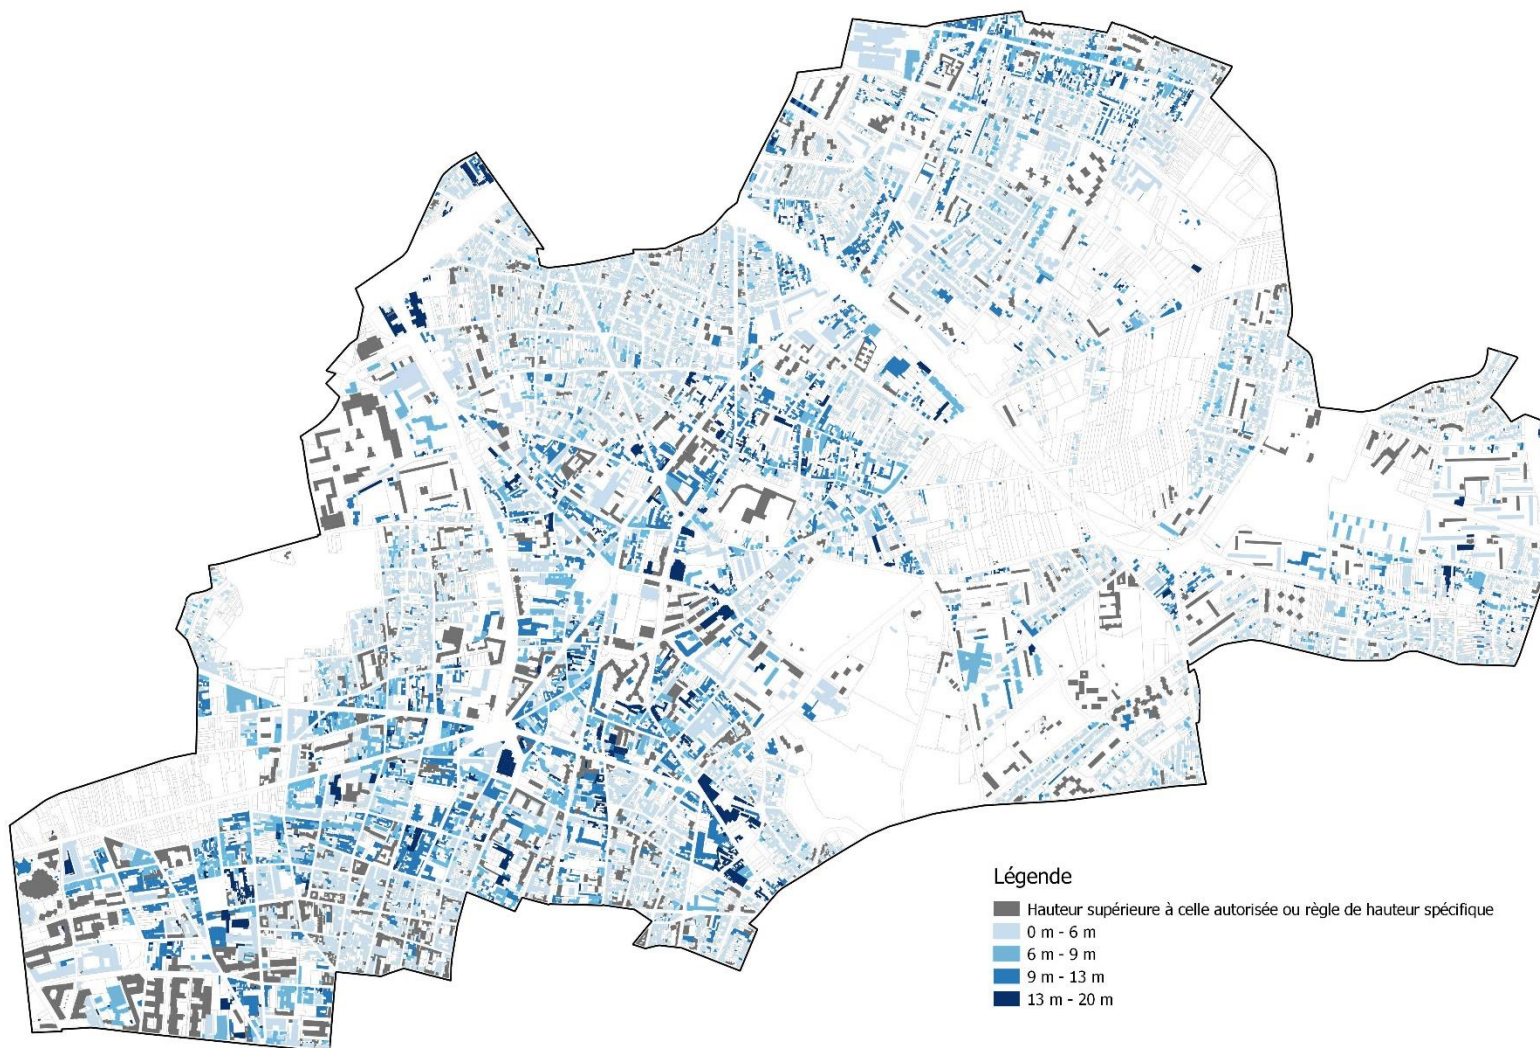 Légende
Hauteur supérieure à celle autorisée ou règle de hauteur spécifique
0 m - 6 m
6 m - 9 m
9 m - 13 m
13 m - 20 m